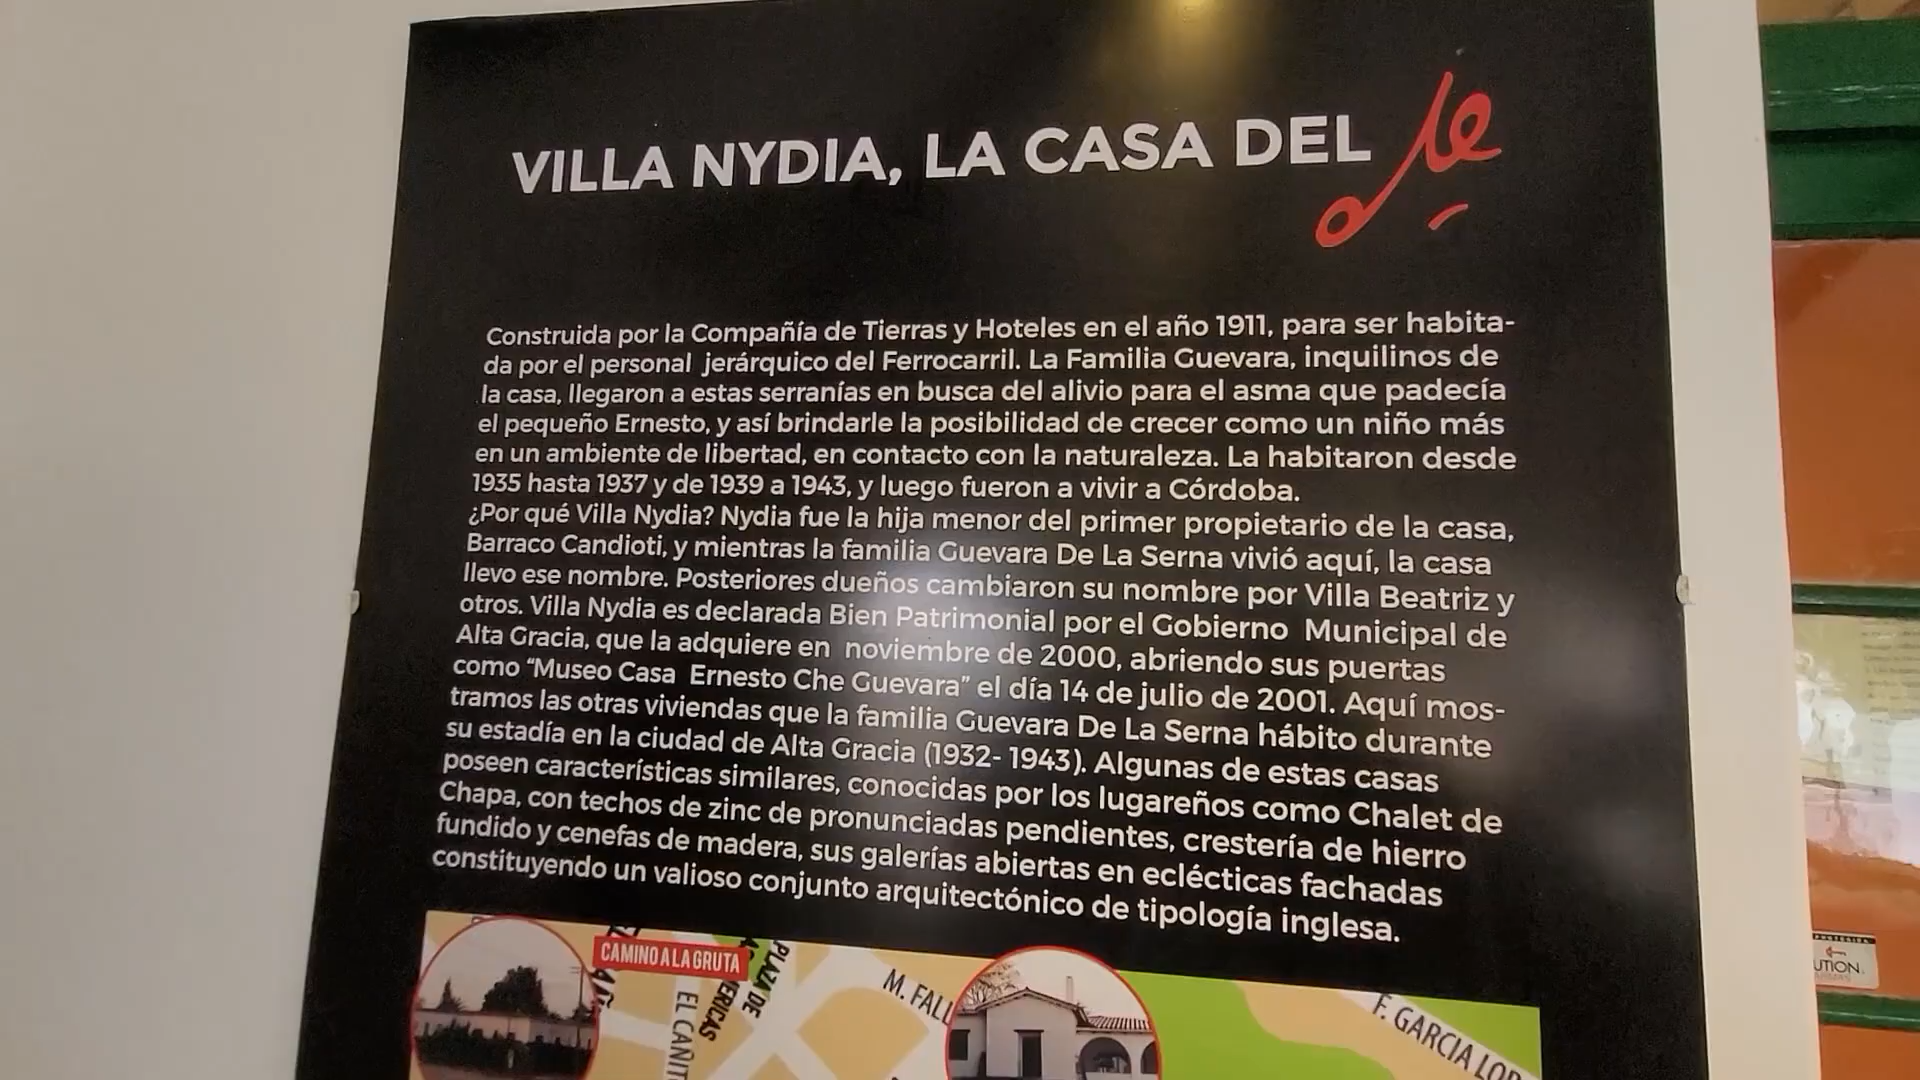 VILLA NYDIA, LA CASA DEL
Construida por la Compañía de Tierras y Hoteles en el año 1911, para ser habita-
da por el personal jerárquico del Ferrocarril. La Familia Guevara, inquilinos de
la casa, llegaron a estas serranías en busca del alivio para el asma que padecía
el pequeño Ernesto, y así brindarle la posibilidad de crecer como un niño más
en un ambiente de libertad, en contacto con la naturaleza. La habitaron desde
1935 hasta 1937 y de 1939 a 1943, y luego fueron a vivir a Córdoba.
¿Por qué Villa Nydia? Nydia fue la hija menor del primer propietario de la casa,
Barraco Candioti, y mientras la familia Guevara De La Serna vivió aquí, la casa
llevo ese nombre. Posteriores dueños cambiaron su nombre por Villa Beatriz y
otros. Villa Nydia es declarada Bien Patrimonial por el Gobierno Municipal de
Alta Gracia, que la adquiere en noviembre de 2000, abriendo sus puertas
como “Museo Casa Ernesto Che Guevara” el día 14 de julio de 2001. Aquí mos-
tramos las otras viviendas que la familia Guevara De La Serna hábito durante
su estadía en la ciudad de Alta Gracia (1932- 1943). Algunas de estas casas
poseen características similares, conocidas por los lugareños como Chalet de
Chapa, con techos de zinc de pronunciadas pendientes, crestería de hierro
fundido y cenefas de madera, sus galerías abiertas en eclécticas fachadas
constituyendo un valioso conjunto arquitectónico de tipología inglesa.
CAMINO A LA GRUTA
PLAZA DE
M. FALL
F. GARCIA LOR
EL CAÑIT
UTION